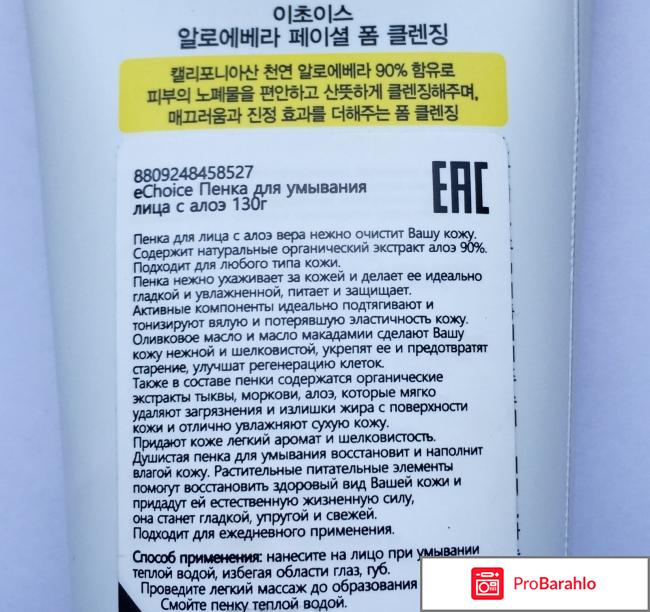 이초이스
알로에베라 페이셜 폼 클렌징
캘리포니아산 천연 알로에베라 90% 함유로
피부의 노폐물을 편안하고 산뜻하게 클렌징해주며,
매끄러움과 진정 효과를 더해주는 폼 클렌징
8809248458527
eChoice Пенка для умывания
лица с алоэ 130г
EAC
Пенка для лица с алоэ вера нежно очистит Вашу кожу.
Содержит натуральные органический экстракт алоэ 90%.
Подходит для любого типа кожи.
Пенка нежно ухаживает за кожей и делает ее идеально
гладкой и увлажненной, питает и защищает.
Активные компоненты идеально подтягивают и
тонизируют вялую и потерявшую эластичность кожу.
Оливковое масло и масло макадамии сделают Вашу
кожу нежной и шелковистой, укрепят ее и предотвратят
старение, улучшат регенерацию клеток.
Также в составе пенки содержатся органические
экстракты тыквы, моркови, алоэ, которые мягко
удаляют загрязнения и излишки жира с поверхности
кожи и отлично увлажняют сухую кожу.
Придают коже легкий аромат и шелковистость.
Душистая пенка для умывания восстановит и наполнит
влагой кожу. Растительные питательные элементы
помогут восстановить здоровый вид Вашей кожи и
придадут ей естественную жизненную силу,
она станет гладкой, упругой и свежей.
Подходит для ежедневного применения.
Способ применения: нанесите на лицо при умывании
теплой водой, избегая области глаз, губ.
Проведите легкий массаж до образования
Смойте пенку теплой водой.
ProBarahlo